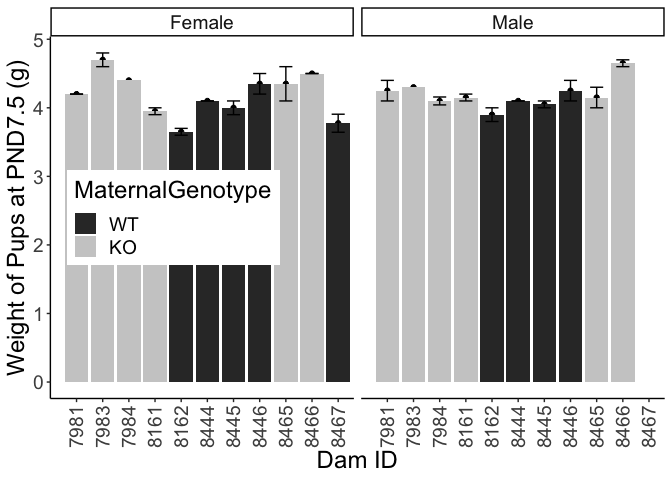 Female Male
Weight of Pups at PND7.5 (g)
5
4
3
2
1
0
MaternalGenotype
WT
KO
7981 7983 7984 8161 8162 8444 8445 8446 8465 8466 8467
7981 7983 7984 8161 8162 8444 8445 8446 8465 8466 8467
Dam ID